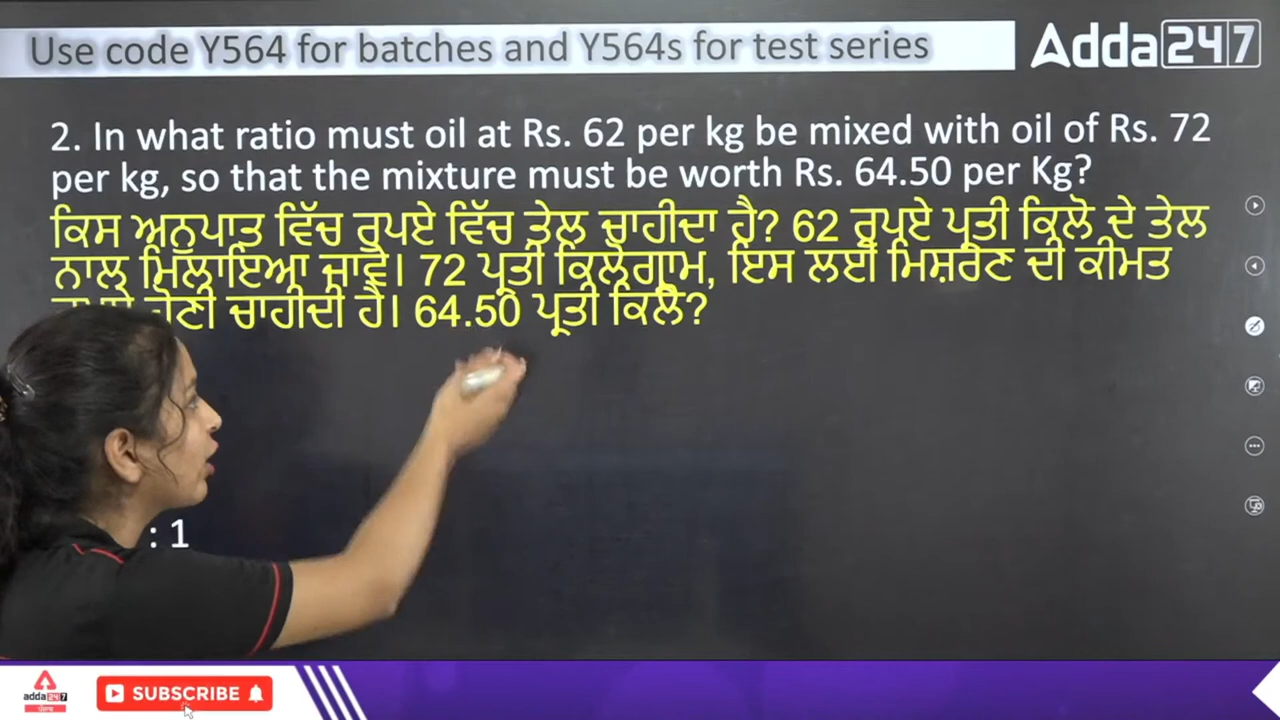 Use code Y564 for batches and Y564s for test series
Adda247
2. In what ratio must oil at Rs. 62 per kg be mixed with oil of Rs. 72
per kg, so that the mixture must be worth Rs. 64.50 per Kg?
ਕਿਸ ਅਨੁਪਾਤ ਵਿੱਚ ਰੁਪਏ ਵਿੱਚ ਤੇਲ ਚਾਹੀਦਾ ਹੈ? 62 ਰੁਪਏ ਪ੍ਰਤੀ ਕਿਲੋ ਦੇ ਤੇਲ
ਨਾਲ ਮਿਲਾਇਆ ਜਾਵੇ। 72 ਪ੍ਰਤੀ ਕਿਲੋਗ੍ਰਾਮ, ਇਸ ਲਈ ਮਿਸ਼ਰਣ ਦੀ ਕੀਮਤ
ਹੋਣੀ ਚਾਹੀਦੀ ਹੈ। 64.50 ਪ੍ਰਤੀ ਕਿਲੋ?
: 1
adda247
ਪੰਜਾਬ
SUBSCRIBE